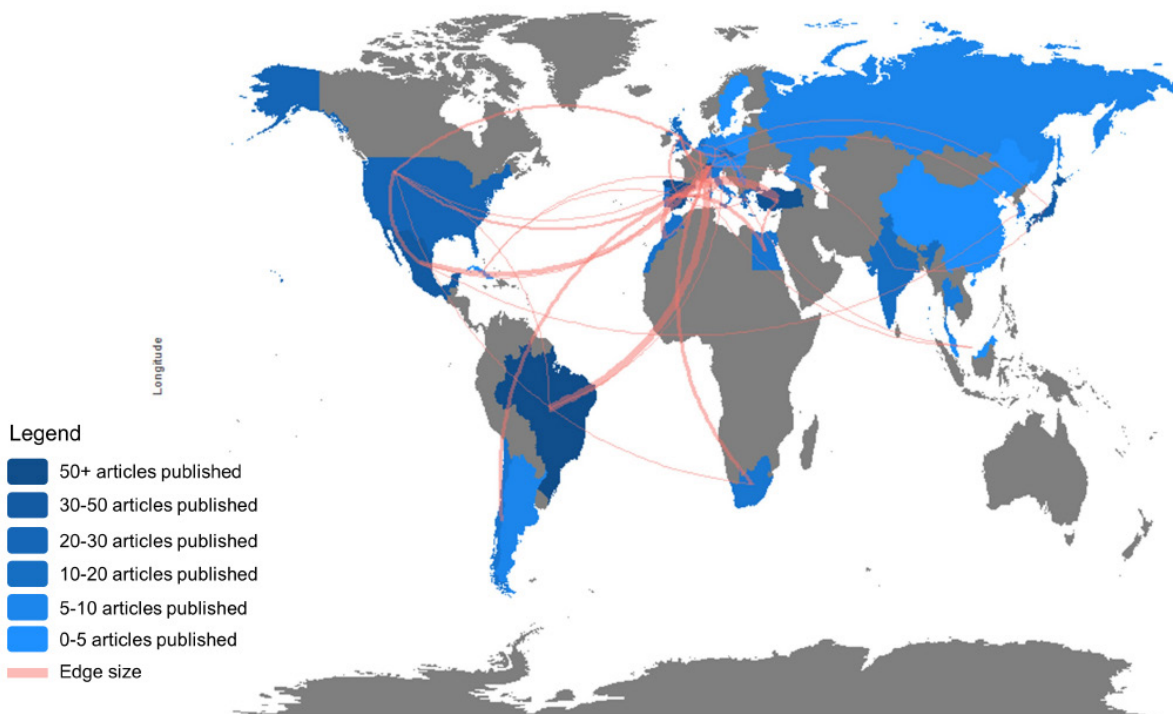 Longitude
Legend
50+ articles published
30-50 articles published
20-30 articles published
10-20 articles published
5-10 articles published
0-5 articles published
Edge size